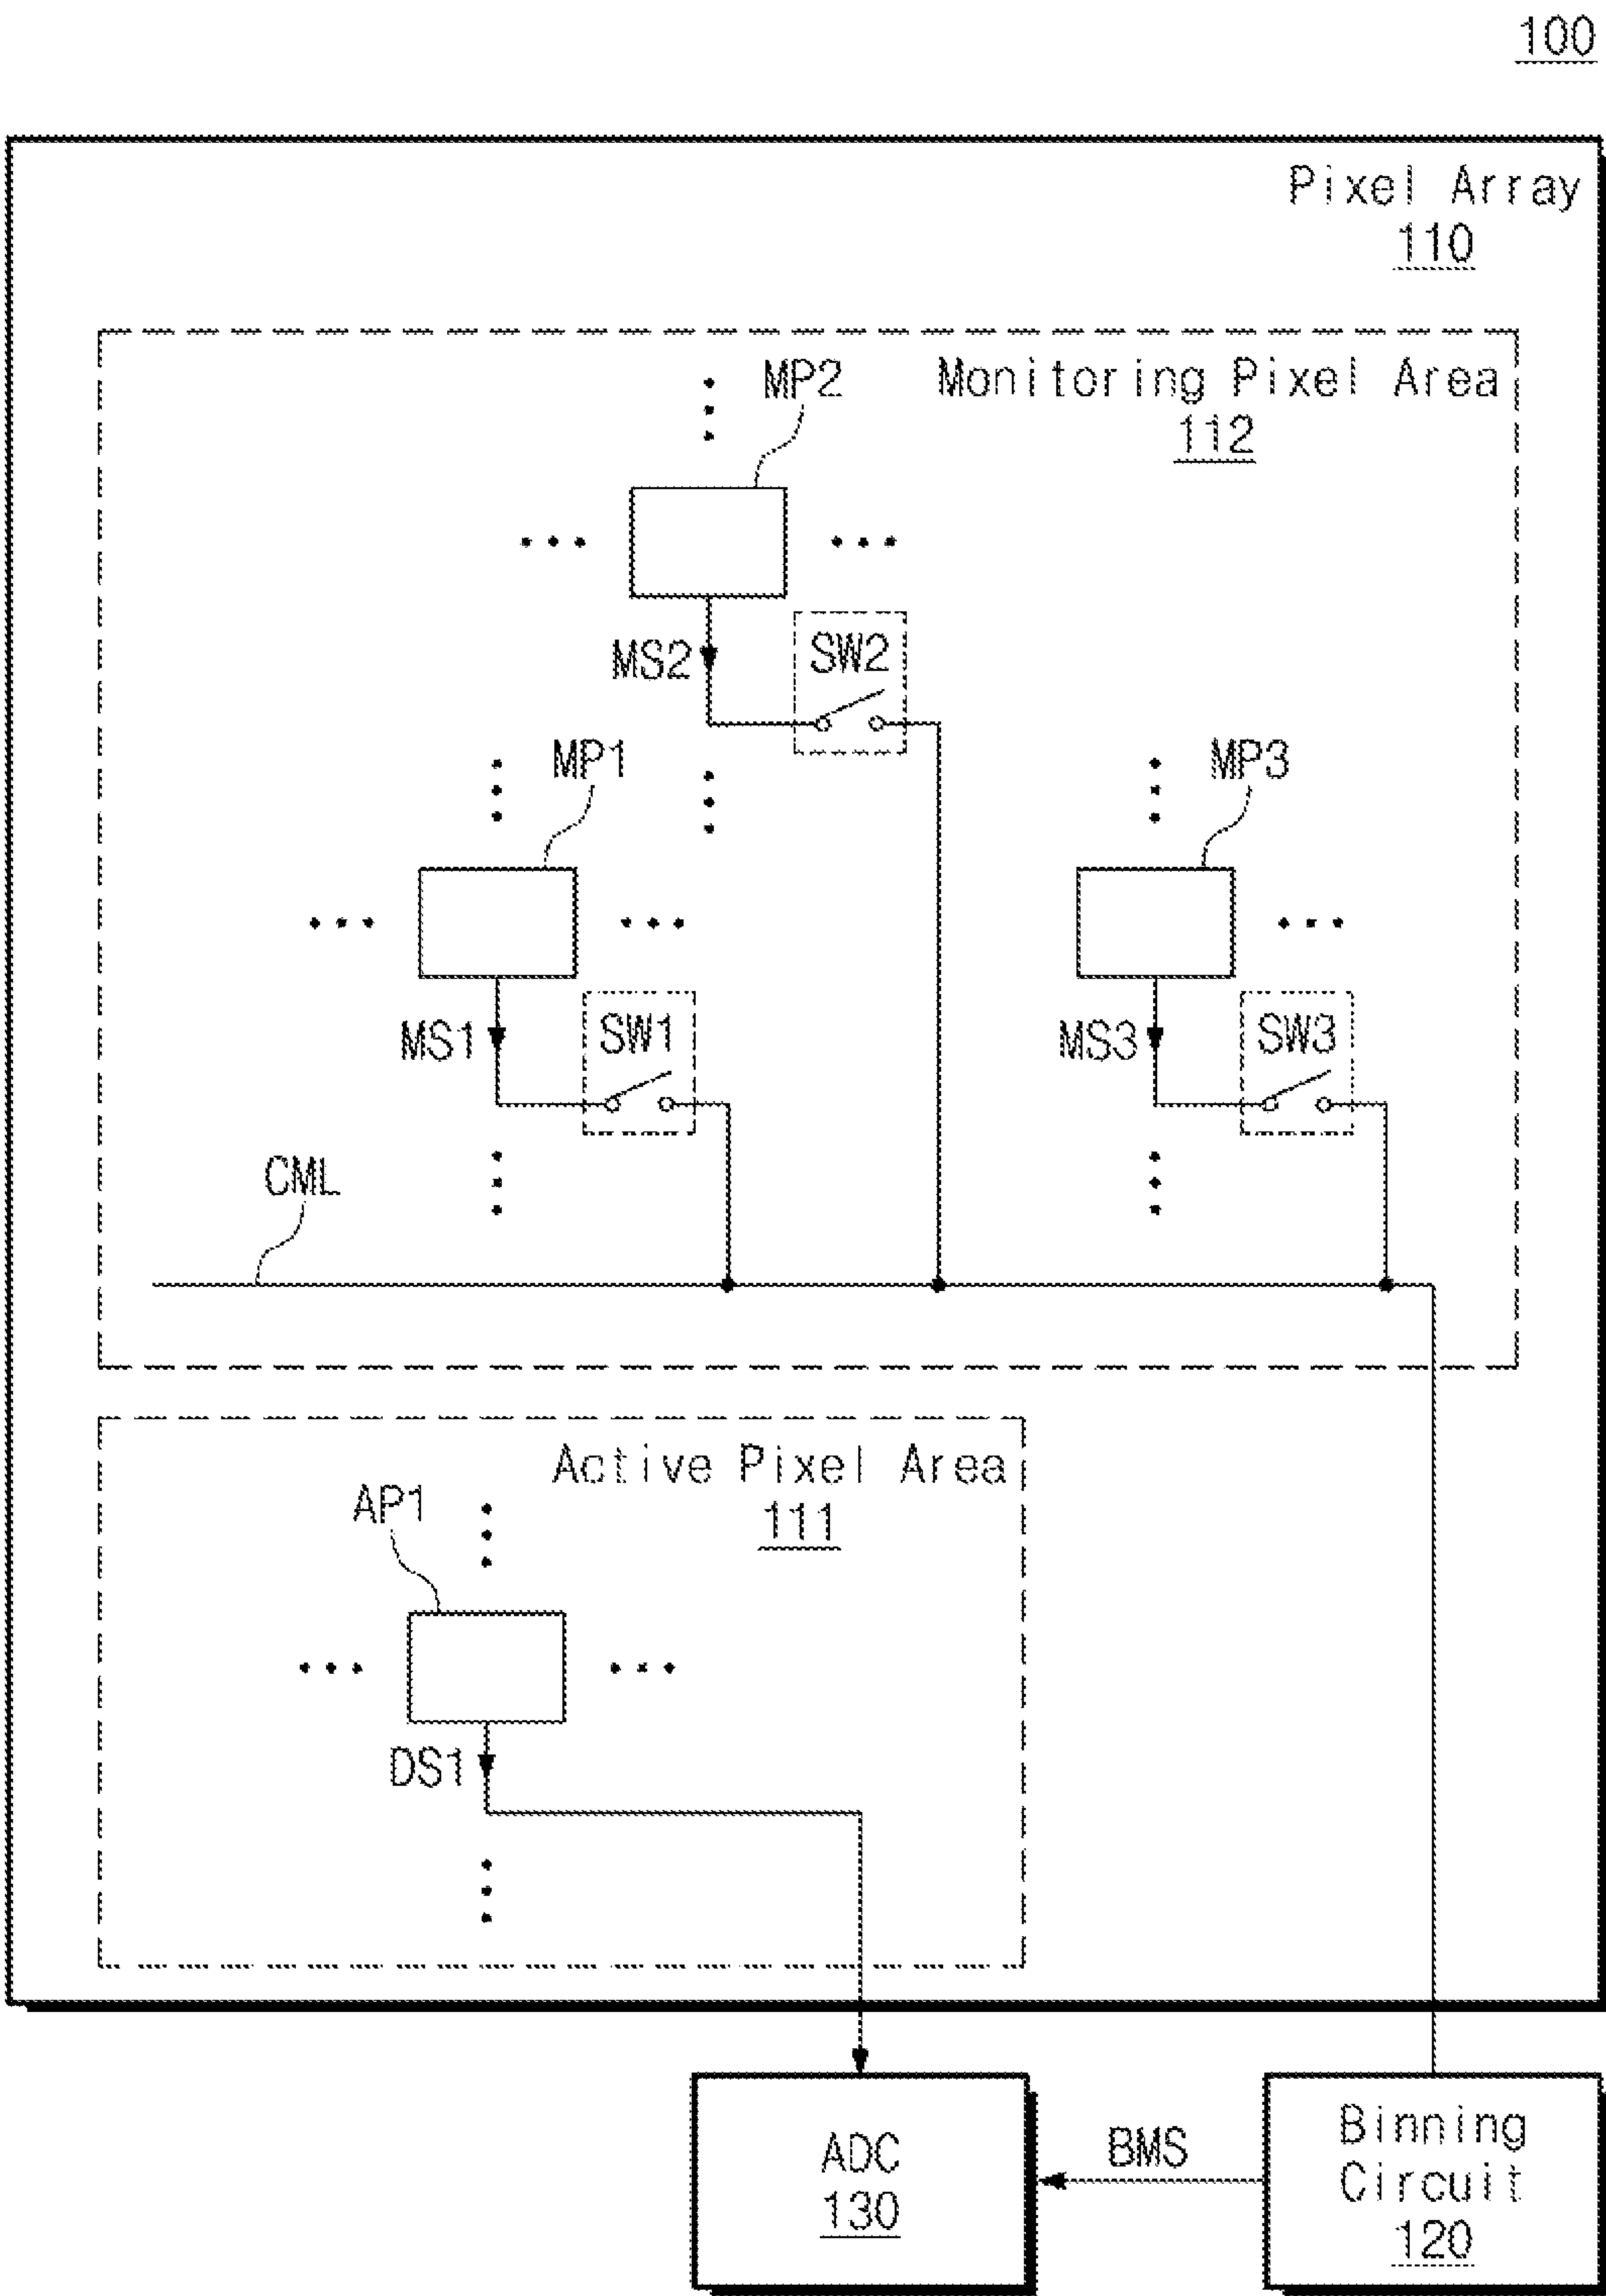 100
Pixel Array
110
Monitoring Pixel Area
112
MP2
MS2
SW2
MP1
MP3
MS1
SW1
MS3
SW3
CML
Active Pixel Area
111
AP1
DS1
ADC
130
BMS
Binning
Circuit
120